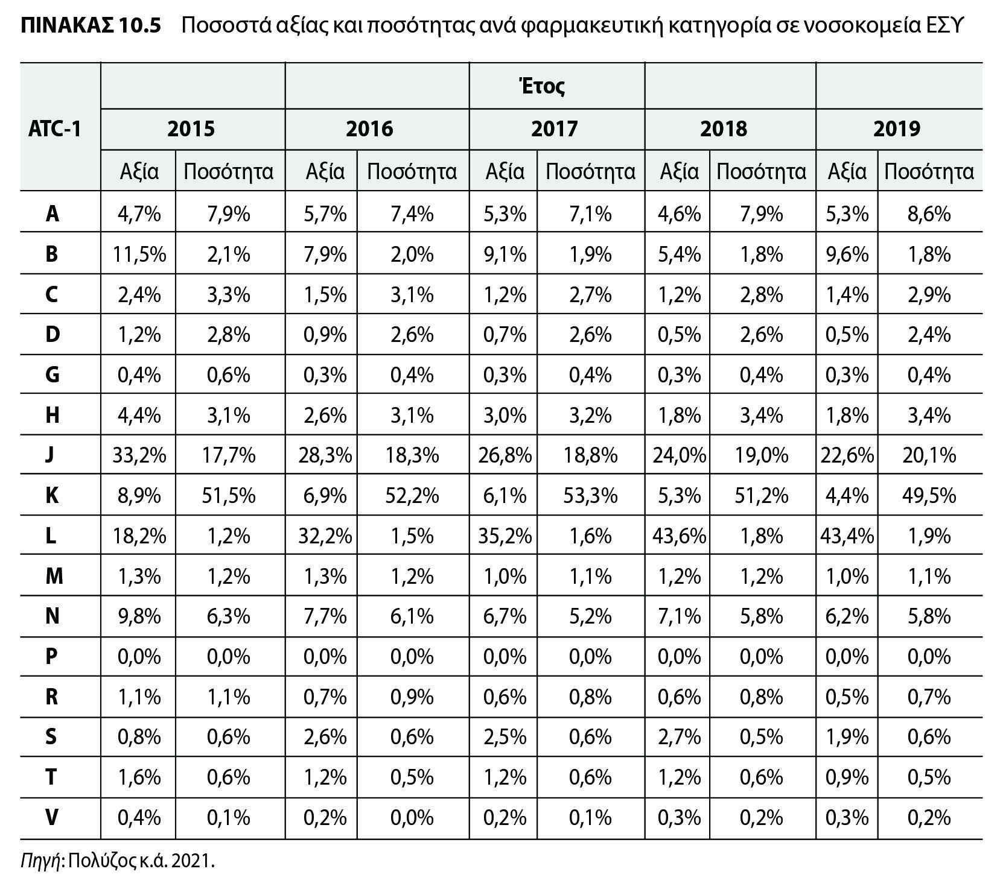 ΠΙΝΑΚΑΣ 10.5 Ποσοστά αξίας και ποσότητας ανά φαρμακευτική κατηγορία σε νοσοκομεία ΕΣΥ
Έτος
ATC-1 2015 2016 2017 2018 2019
Αξία Ποσότητα Αξία Ποσότητα Αξία Ποσότητα Αξία Ποσότητα Αξία Ποσότητα
A 4,7% 7,9% 5,7% 7,4% 5,3% 7,1% 4,6% 7,9% 5,3% 8,6%
B 11,5% 2,1% 7,9% 2,0% 9,1% 1,9% 5,4% 1,8% 9,6% 1,8%
C 2,4% 3,3% 1,5% 3,1% 1,2% 2,7% 1,2% 2,8% 1,4% 2,9%
D 1,2% 2,8% 0,9% 2,6% 0,7% 2,6% 0,5% 2,6% 0,5% 2,4%
G 0,4% 0,6% 0,3% 0,4% 0,3% 0,4% 0,3% 0,4% 0,3% 0,4%
H 4,4% 3,1% 2,6% 3,1% 3,0% 3,2% 1,8% 3,4% 1,8% 3,4%
J 33,2% 17,7% 28,3% 18,3% 26,8% 18,8% 24,0% 19,0% 22,6% 20,1%
K 8,9% 51,5% 6,9% 52,2% 6,1% 53,3% 5,3% 51,2% 4,4% 49,5%
L 18,2% 1,2% 32,2% 1,5% 35,2% 1,6% 43,6% 1,8% 43,4% 1,9%
M 1,3% 1,2% 1,3% 1,2% 1,0% 1,1% 1,2% 1,2% 1,0% 1,1%
N 9,8% 6,3% 7,7% 6,1% 6,7% 5,2% 7,1% 5,8% 6,2% 5,8%
P 0,0% 0,0% 0,0% 0,0% 0,0% 0,0% 0,0% 0,0% 0,0% 0,0%
R 1,1% 1,1% 0,7% 0,9% 0,6% 0,8% 0,6% 0,8% 0,5% 0,7%
S 0,8% 0,6% 2,6% 0,6% 2,5% 0,6% 2,7% 0,5% 1,9% 0,6%
T 1,6% 0,6% 1,2% 0,5% 1,2% 0,6% 1,2% 0,6% 0,9% 0,5%
V 0,4% 0,1% 0,2% 0,0% 0,2% 0,1% 0,3% 0,2% 0,3% 0,2%
Πηγή: Πολύζος κ.ά. 2021.